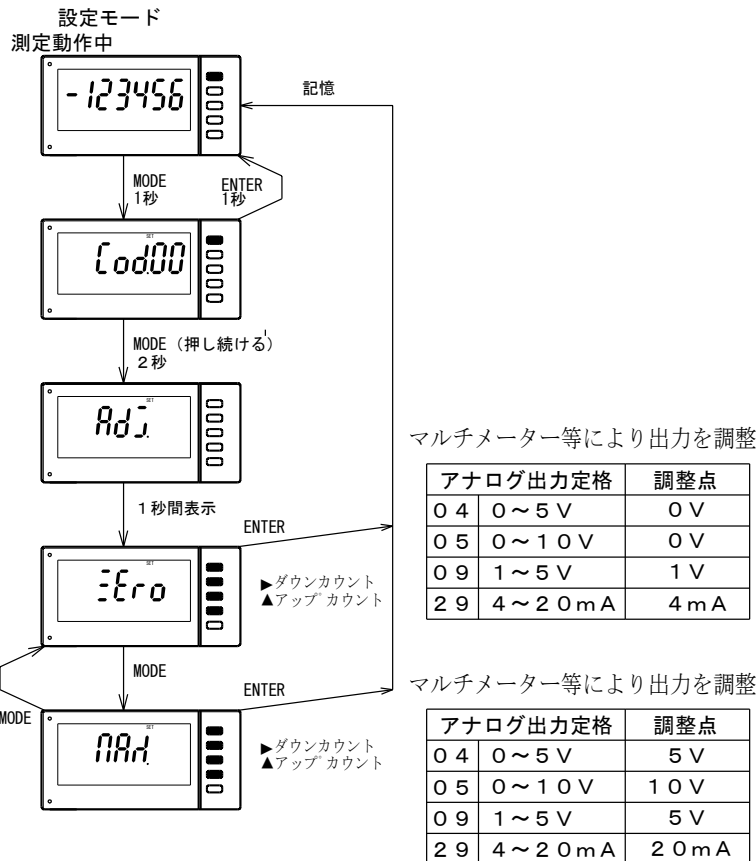 設定モード
測定動作中
-123456
記憶
MODE
1秒
ENTER
1秒
SET
Cod.00
MODE（押し続ける）
２秒
SET
Adj.
１秒間表示
ENTER
SET
ZEro
▶ダウンカウント
▲アップカウント
MODE
ENTER
MODE
SET
MAX.
▶ダウンカウント
▲アップカウント
マルチメーター等により出力を調整
アナログ出力定格 調整点
０４ ０～５Ｖ ０Ｖ
０５ ０～１０Ｖ ０Ｖ
０９ １～５Ｖ １Ｖ
２９ ４～２０ｍＡ ４ｍＡ
マルチメーター等により出力を調整
アナログ出力定格 調整点
０４ ０～５Ｖ ５Ｖ
０５ ０～１０Ｖ １０Ｖ
０９ １～５Ｖ ５Ｖ
２９ ４～２０ｍＡ ２０ｍＡ